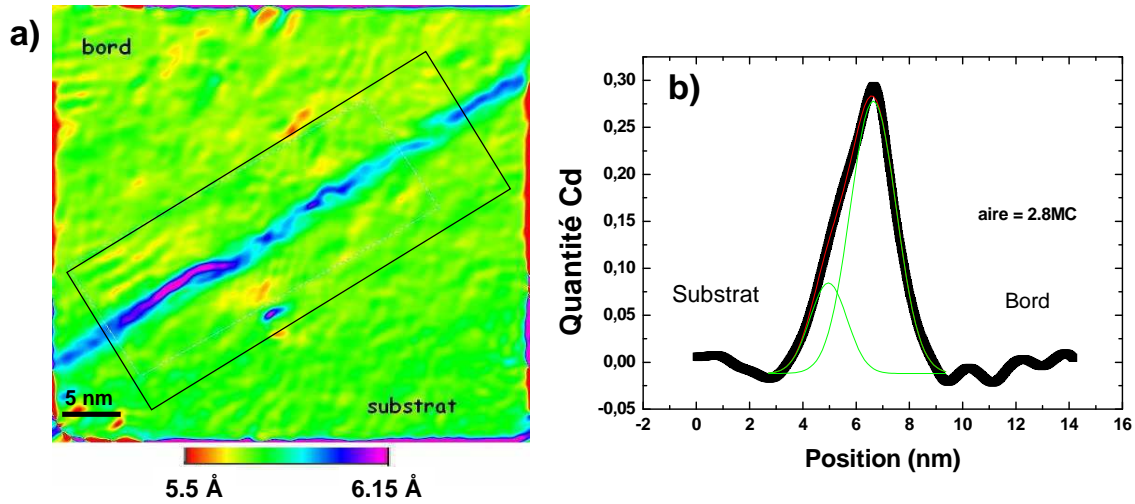 a)
bord
substrat
5 nm
5.5 Å
6.15 Å
b)
Quantité Cd
0,30
0,25
0,20
0,15
0,10
0,05
0,00
-0,05
aire = 2.8MC
Substrat
Bord
0 2 4 6 8 10 12 14 16
Position (nm)